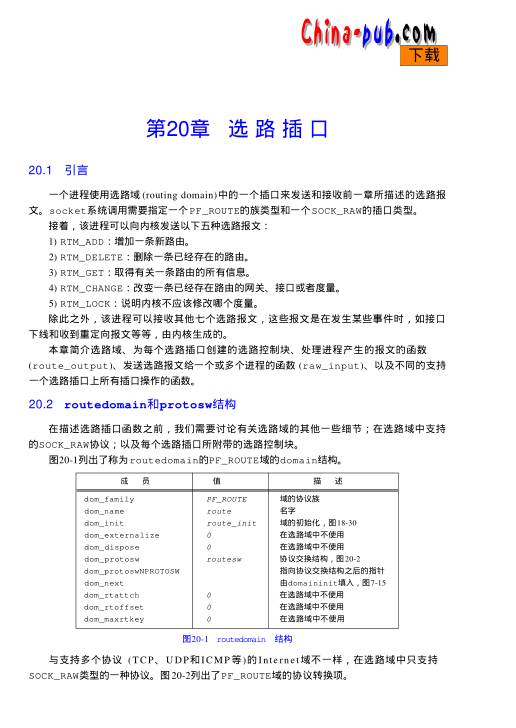 China-pub.com
下载
第20章 选路插口
20.1 引言
一个进程使用选路域 (routing domain)中的一个插口来发送和接收前一章所描述的选路报
文。socket系统调用需要指定一个PF_ROUTE的族类型和一个SOCK_RAW的插口类型。
接着，该进程可以向内核发送以下五种选路报文：
1) RTM_ADD：增加一条新路由。
2) RTM_DELETE：删除一条已经存在的路由。
3) RTM_GET：取得有关一条路由的所有信息。
4) RTM_CHANGE：改变一条已经存在路由的网关、接口或者度量。
5) RTM_LOCK：说明内核不应该修改哪个度量。
除此之外，该进程可以接收其他七个选路报文，这些报文是在发生某些事件时，如接口
下线和收到重定向报文等等，由内核生成的。
本章简介选路域、为每个选路插口创建的选路控制块、处理进程产生的报文的函数
(route_output)、发送选路报文给一个或多个进程的函数 (raw_input)、以及不同的支持
一个选路插口上所有插口操作的函数。
20.2 routedomain和protosw结构
在描述选路插口函数之前，我们需要讨论有关选路域的其他一些细节；在选路域中支持
的SOCK_RAW协议；以及每个选路插口所附带的选路控制块。
图20-1列出了称为routedomain的PF_ROUTE域的domain结构。
成 员 值 描 述
dom_family PF_ROUTE 域的协议族
dom_name route 名字
dom_init route_init 域的初始化，图18-30
dom_externalize 0 在选路域中不使用
dom_dispose 0 在选路域中不使用
dom_protosw routesw 协议交换结构，图20-2
dom_protoswNPROTOSW 指向协议交换结构之后的指针
dom_next 由domaininit填入，图7-15
dom_rtattch 0 在选路域中不使用
dom_rtoffset 0 在选路域中不使用
dom_maxrtkey 0 在选路域中不使用
图20-1 routedomain 结构
与支持多个协议 (TCP、UDP和ICMP等)的Internet域不一样，在选路域中只支持
SOCK_RAW类型的一种协议。图20-2列出了PF_ROUTE域的协议转换项。